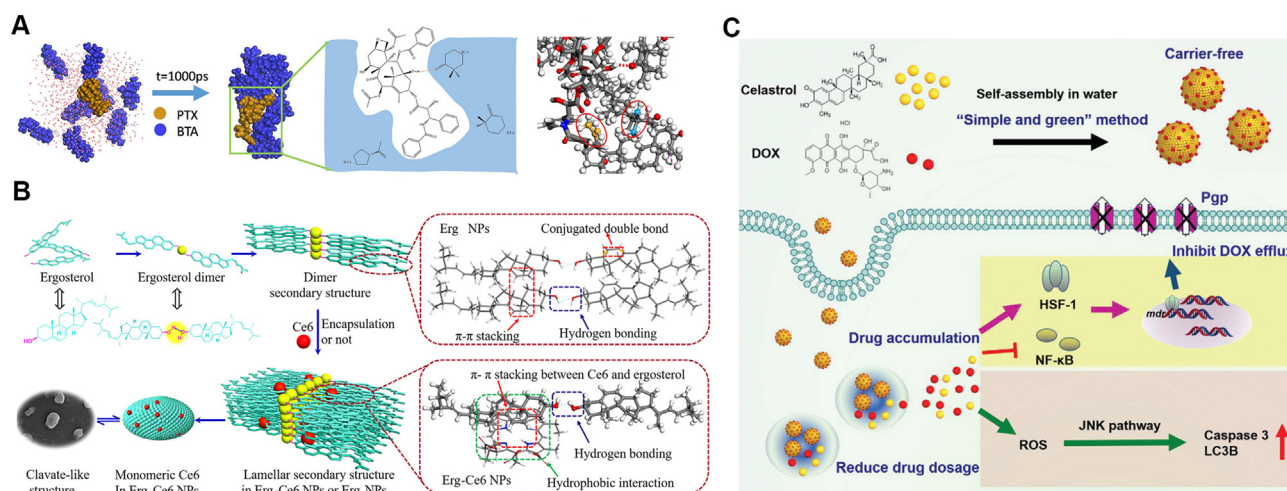 A
t=1000ps
PTX
BTA
B
Ergosterol
Ergosterol dimer
Dimer
secondary structure
HO
Ce6
Encapsulation
or not
Erg NPs
Conjugated double bond
π-π stacking
Hydrogen bonding
π- π stacking between Ce6 and ergosterol
Hydrogen bonding
Erg-Ce6 NPs
Hydrophobic interaction
Clavate-like
structure
Monomeric Ce6
In Erg-Ce6 NPs
Lamellar secondary structure
in Erg-Ce6 NPs or Erg-NPs
C
Celastrol
HO
HCl
DOX
Self-assembly in water
“Simple and green” method
Carrier-free
Pgp
Inhibit DOX efflux
HSF-1
mdr
NF-κB
Drug accumulation
Reduce drug dosage
ROS
JNK pathway
Caspase 3
LC3B